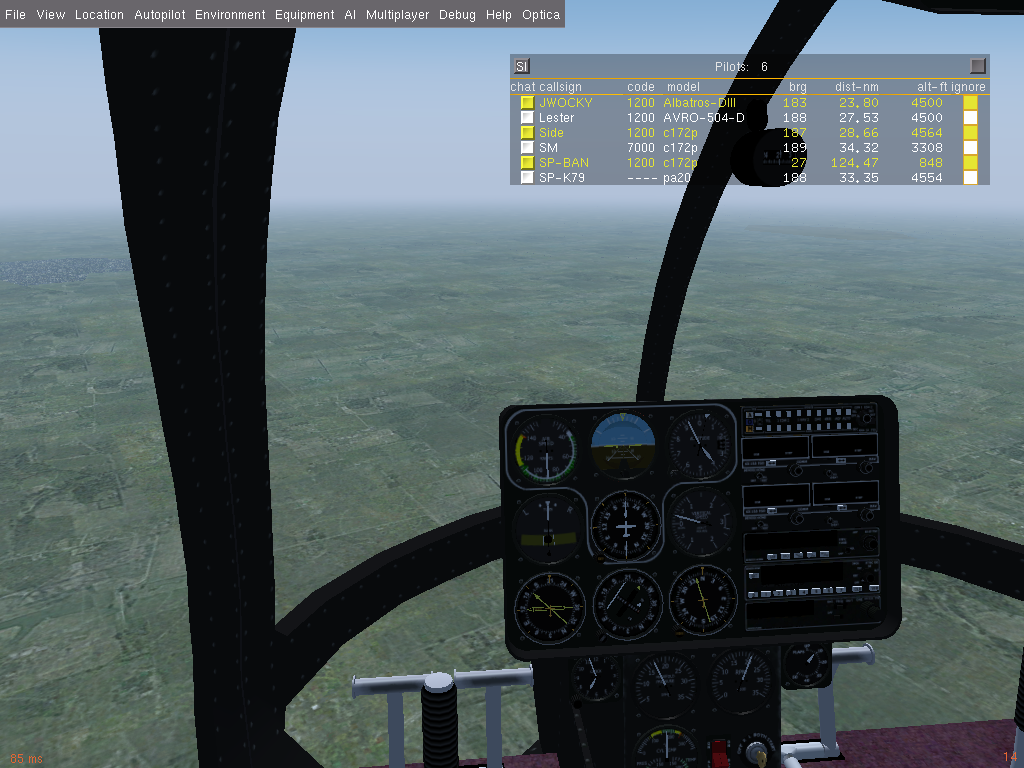 File View Location Autopilot Environment Equipment AI Multiplayer Debug Help Optica
SI Pilots: 6
chat callsign code model brg dist-nm alt-ft ignore
JWOCKY 1200 Albatros-DIII 183 23.80 4500
Lester 1200 AVRO-504-D 188 27.53 4500
Side 1200 c172p 187 28.66 4564
SM 7000 c172p 189 34.32 3308
SP-BAN 1200 c172p 27 124.47 848
SP-K79 ---- pa20 188 33.35 4554
85 ms
14